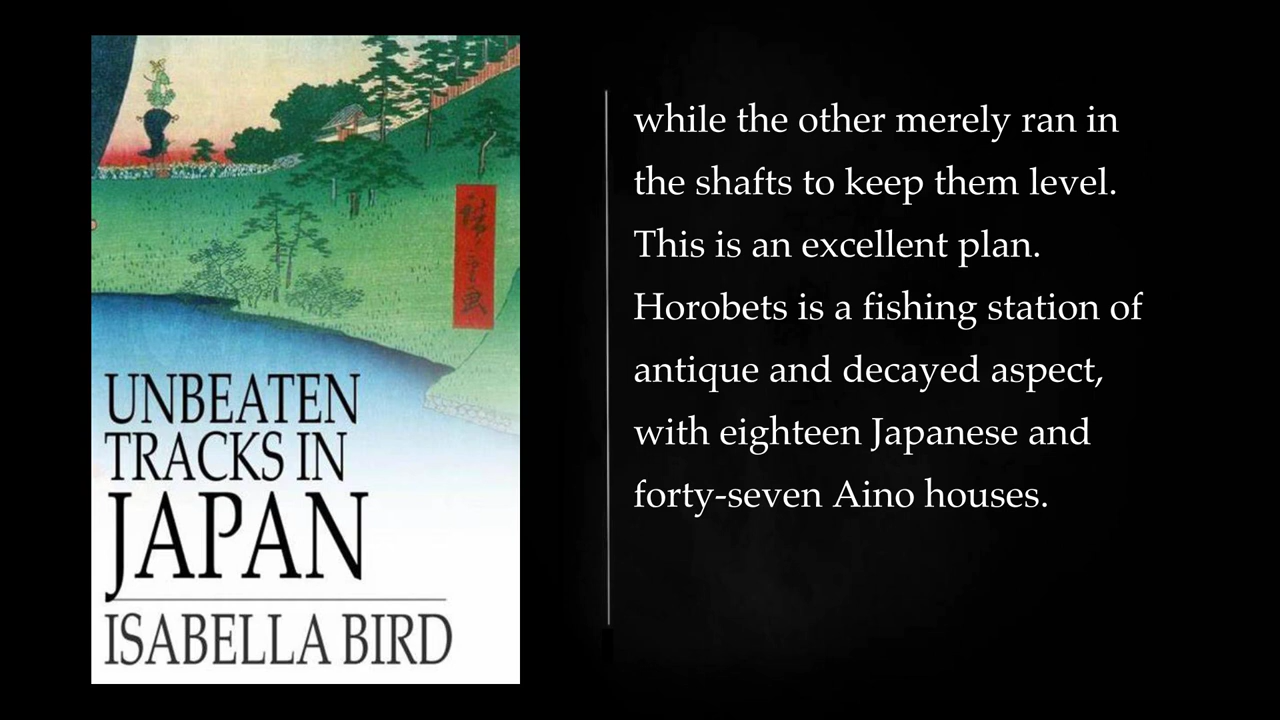 UNBEATEN
TRACKS IN
JAPAN
ISABELLA BIRD
while the other merely ran in
the shafts to keep them level.
This is an excellent plan.
Horobets is a fishing station of
antique and decayed aspect,
with eighteen Japanese and
forty-seven Aino houses.